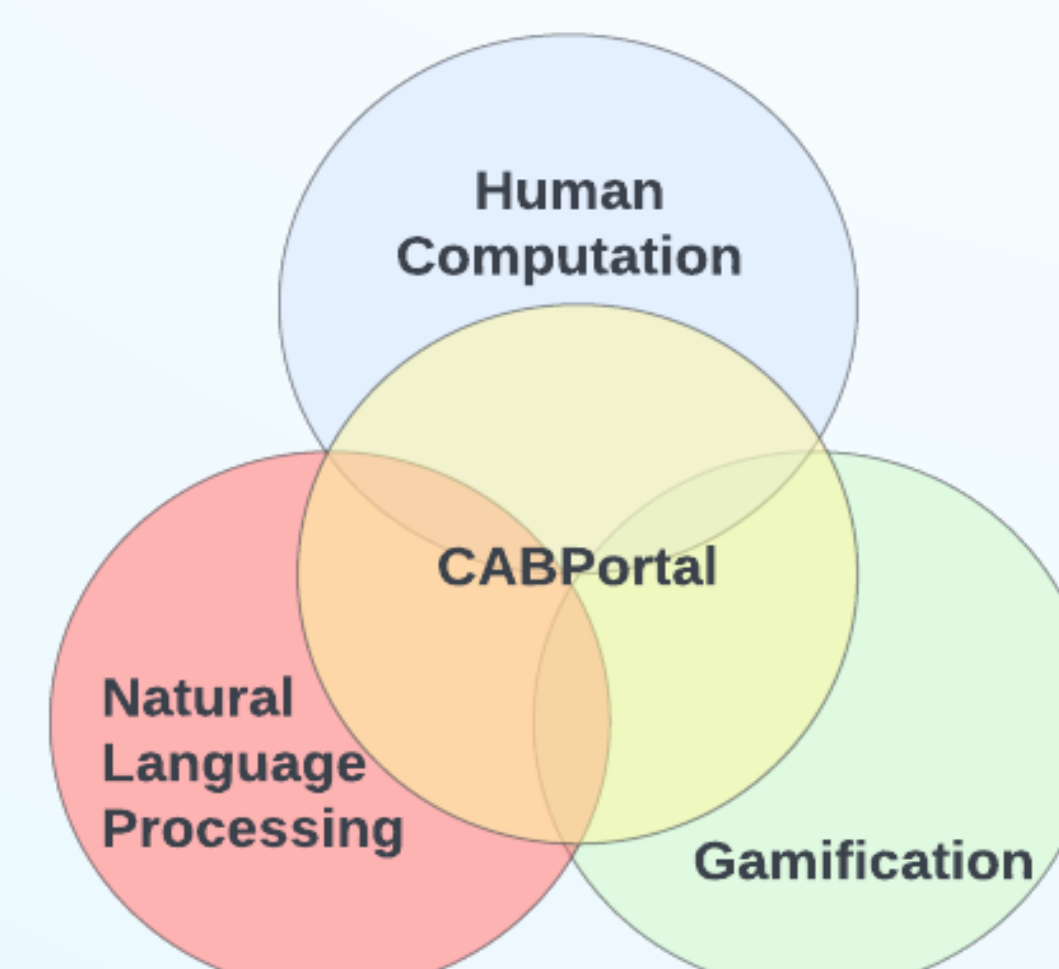 Human
Computation
CABPortal
Natural
Language
Processing
Gamification